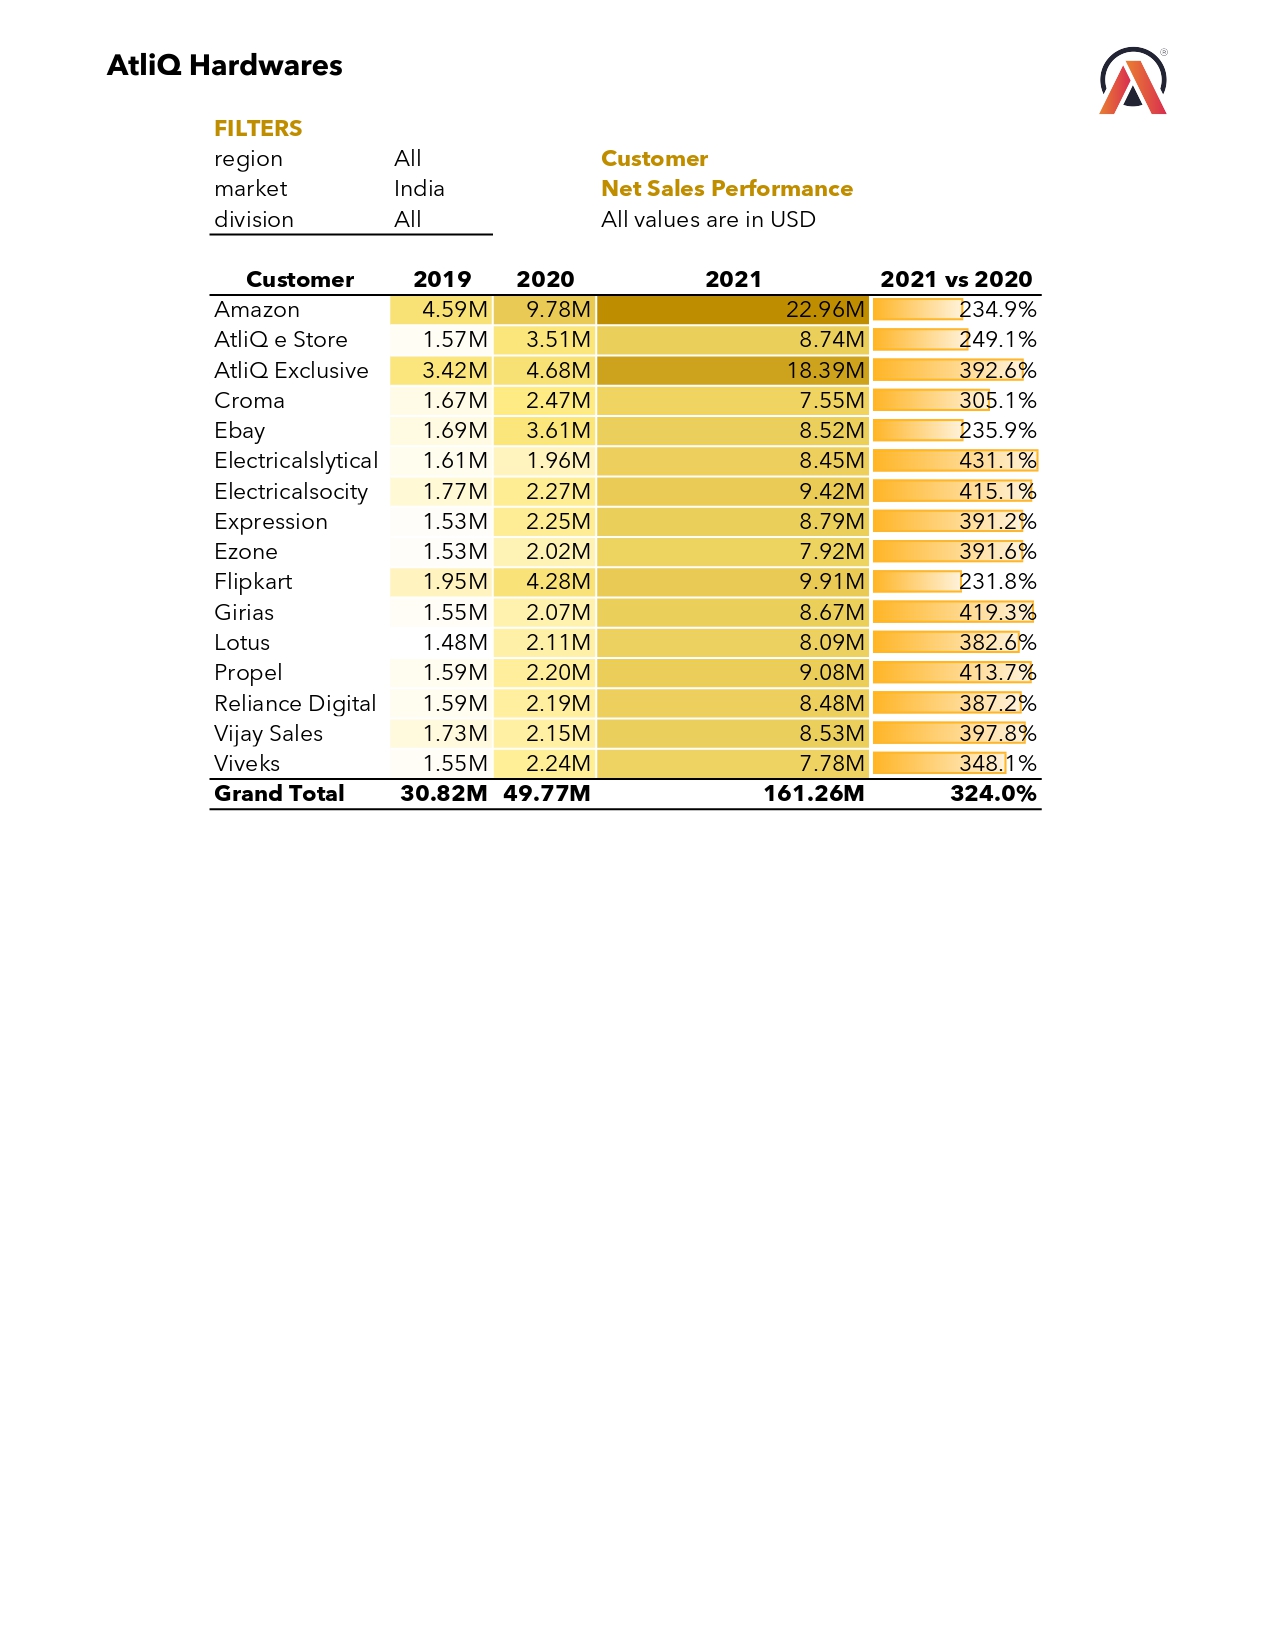 AtliQ Hardwares
®
FILTERS
region All Customer
market India Net Sales Performance
division All All values are in USD
Customer 2019 2020 2021 2021 vs 2020
Amazon 4.59M 9.78M 22.96M 234.9%
AtliQ e Store 1.57M 3.51M 8.74M 249.1%
AtliQ Exclusive 3.42M 4.68M 18.39M 392.6%
Croma 1.67M 2.47M 7.55M 305.1%
Ebay 1.69M 3.61M 8.52M 235.9%
Electricalslytical 1.61M 1.96M 8.45M 431.1%
Electricalsocity 1.77M 2.27M 9.42M 415.1%
Expression 1.53M 2.25M 8.79M 391.2%
Ezone 1.53M 2.02M 7.92M 391.6%
Flipkart 1.95M 4.28M 9.91M 231.8%
Girias 1.55M 2.07M 8.67M 419.3%
Lotus 1.48M 2.11M 8.09M 382.6%
Propel 1.59M 2.20M 9.08M 413.7%
Reliance Digital 1.59M 2.19M 8.48M 387.2%
Vijay Sales 1.73M 2.15M 8.53M 397.8%
Viveks 1.55M 2.24M 7.78M 348.1%
Grand Total 30.82M 49.77M 161.26M 324.0%